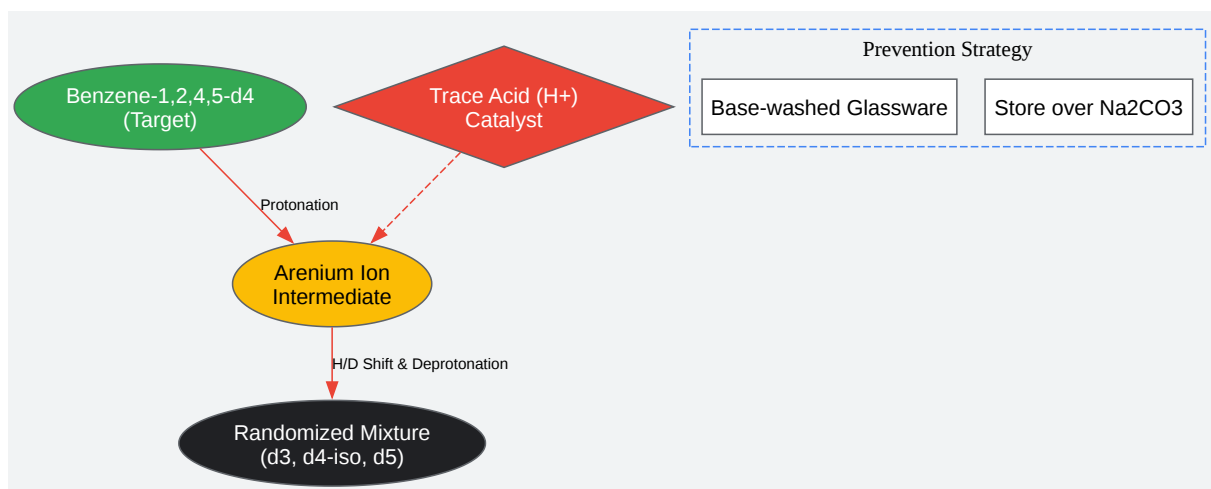 Benzene-1,2,4,5-d4
(Target)
Trace Acid (H+)
Catalyst
Prevention Strategy
Base-washed Glassware
Store over Na2CO3
Protonation
Arenium Ion
Intermediate
H/D Shift & Deprotonation
Randomized Mixture
(d3, d4-iso, d5)